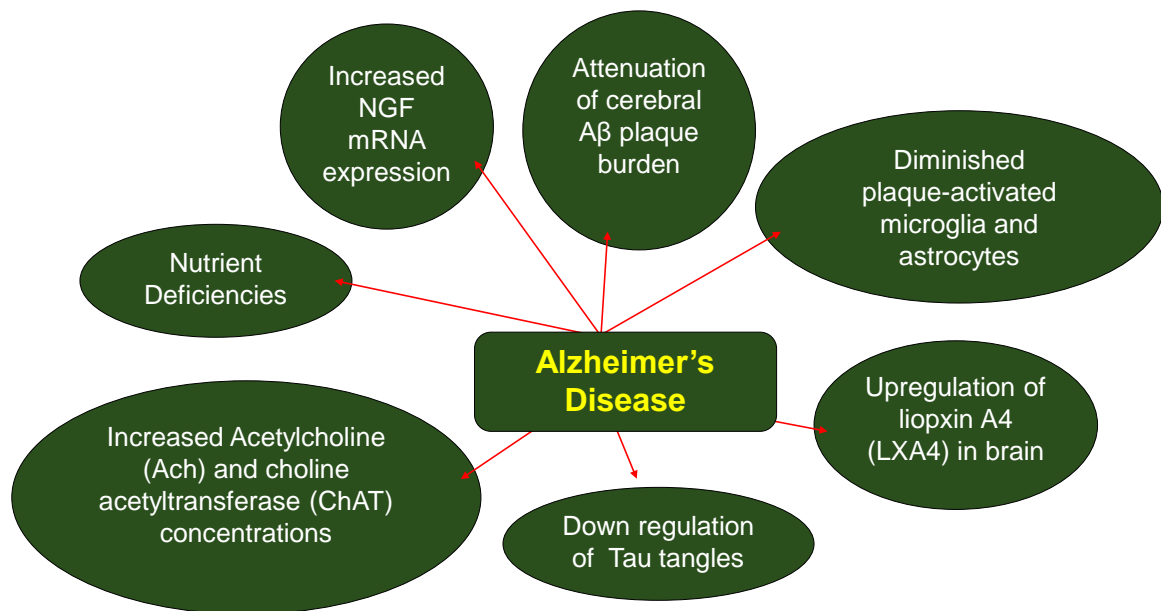 Increased
NGF
mRNA
expression
Attenuation
of cerebral
Aβ plaque
burden
Diminished
plaque-activated
microglia and
astrocytes
Nutrient
Deficiencies
Alzheimer’s
Disease
Upregulation of
liopxin A4
(LXA4) in brain
Increased Acetylcholine
(Ach) and choline
acetyltransferase (ChAT)
concentrations
Down regulation
of Tau tangles